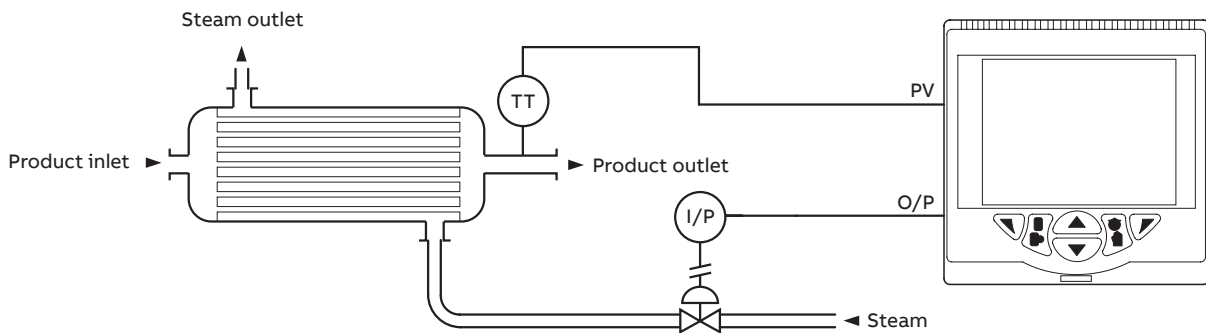 Steam outlet
TT
PV
Product inlet
Product outlet
I/P
O/P
Steam